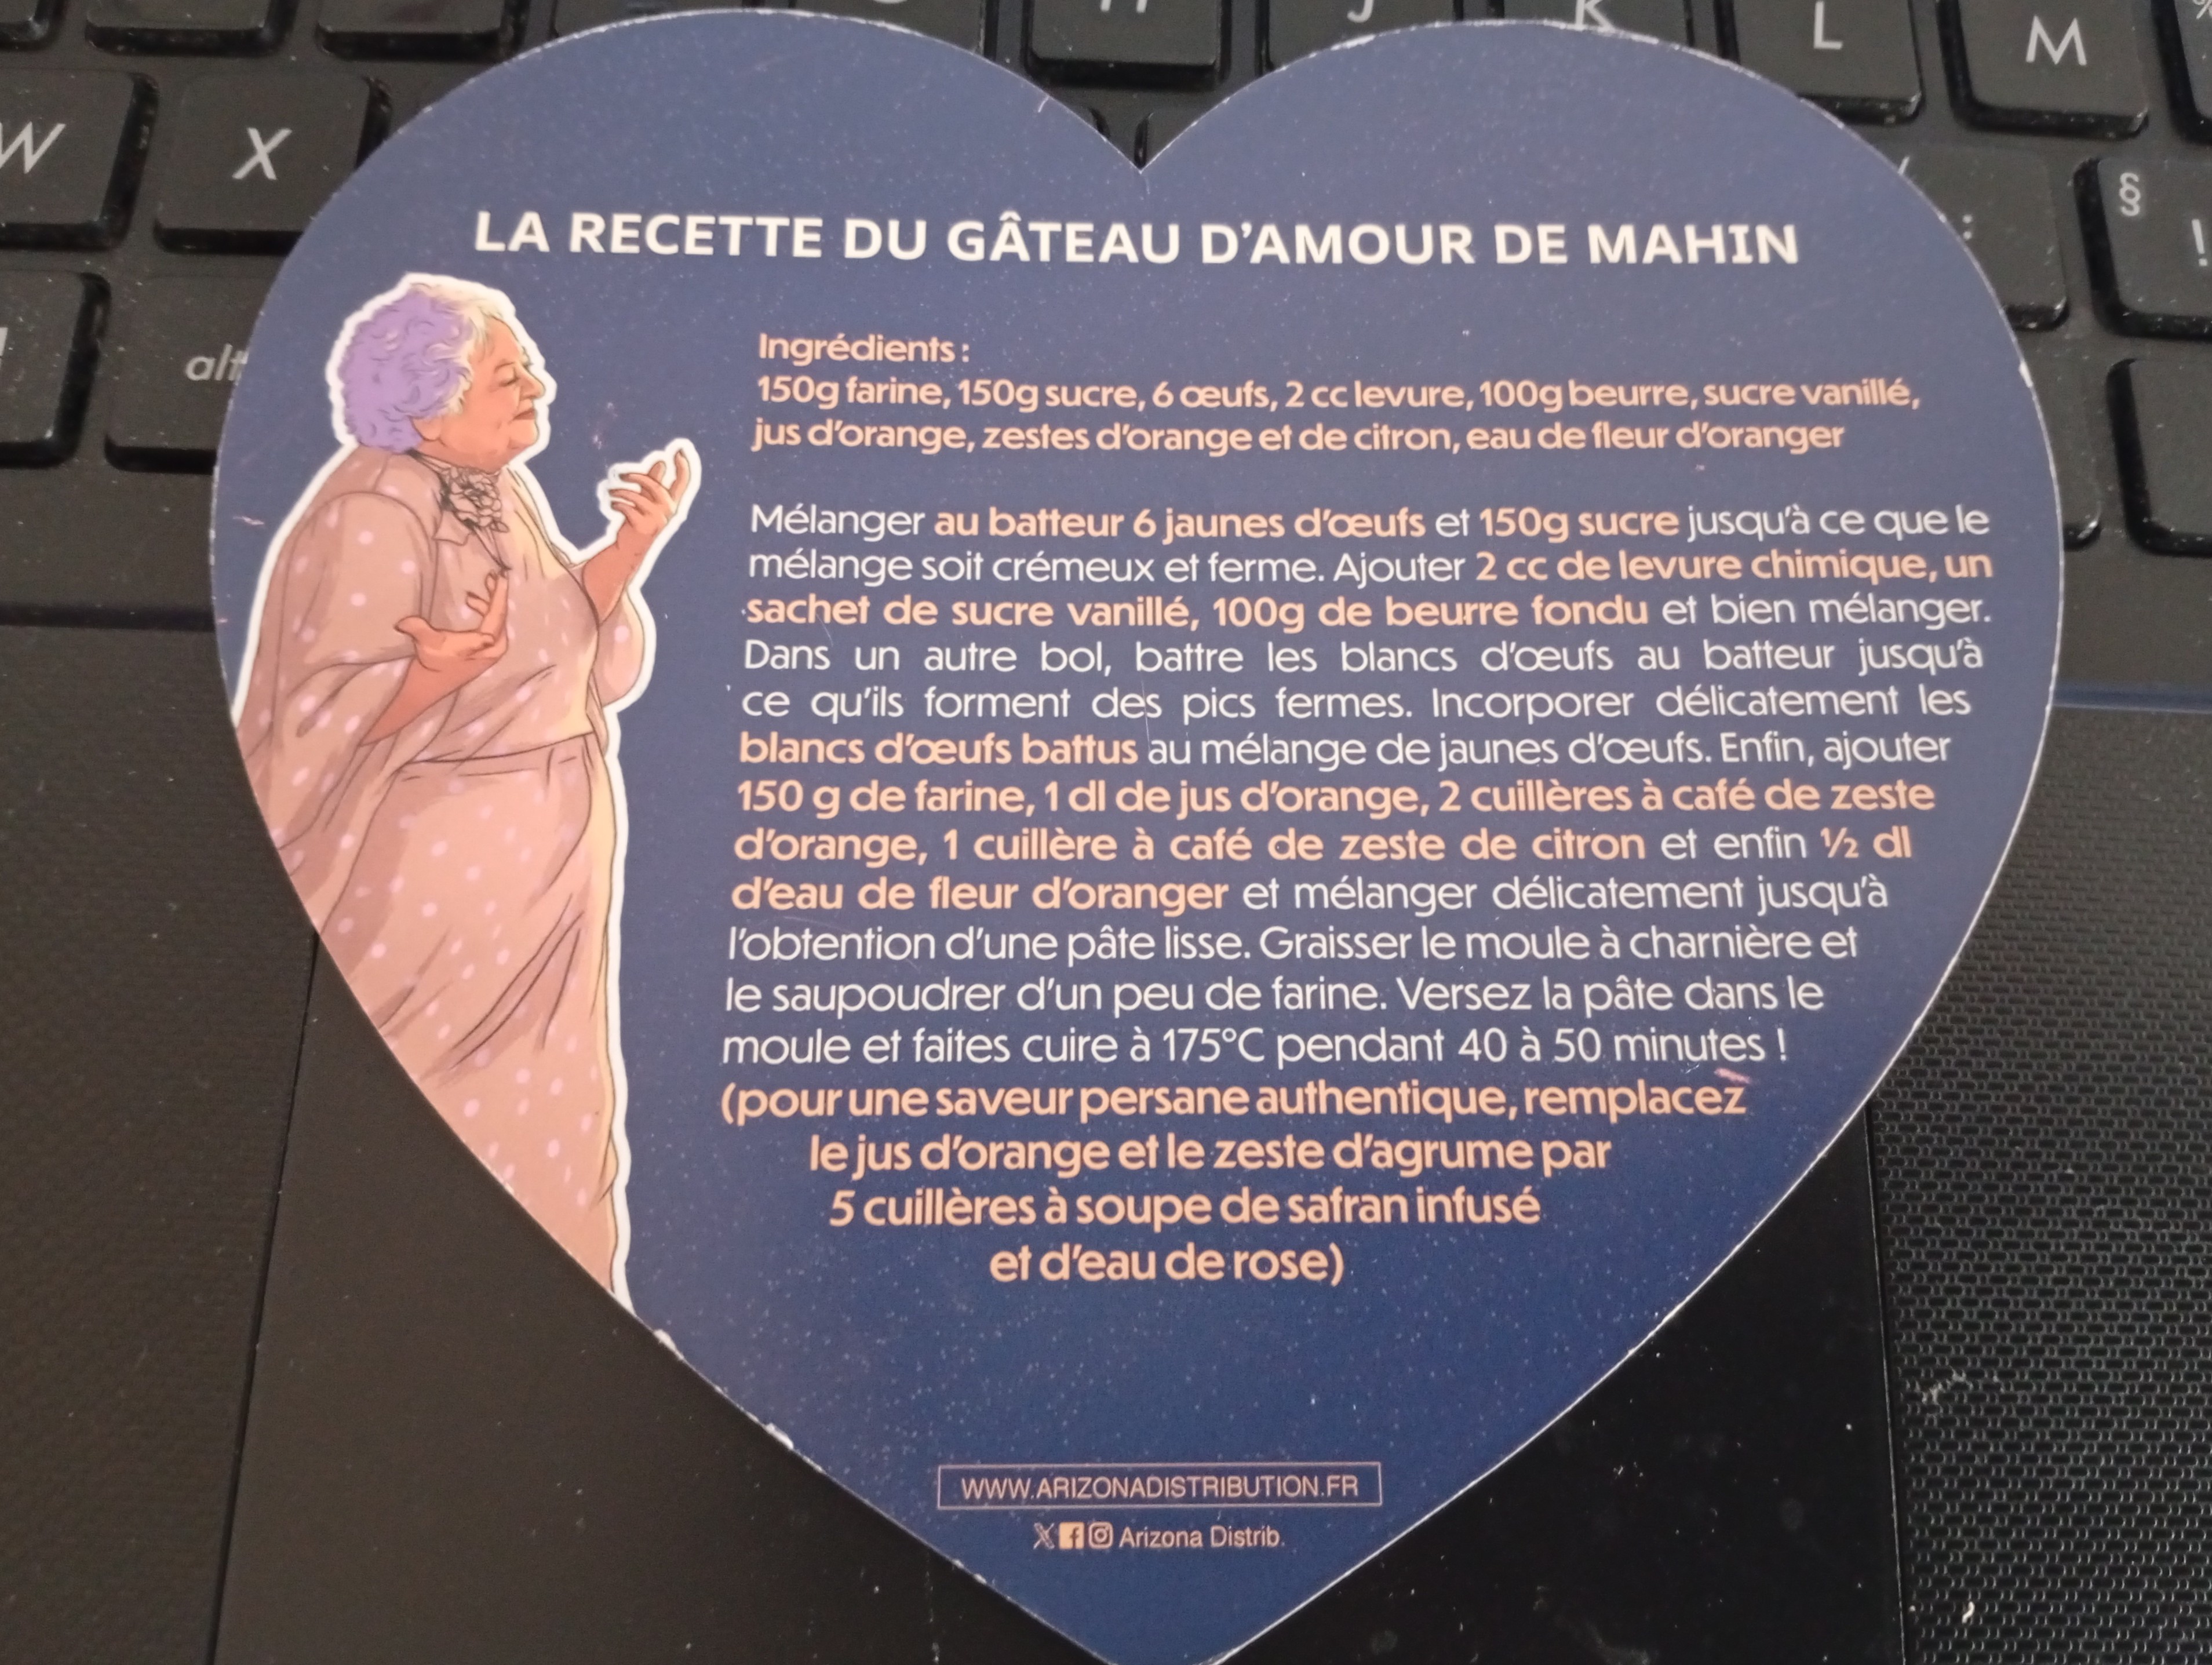 K
L
M
W
X
§
!
:
alt
LA RECETTE DU GÂTEAU D'AMOUR DE MAHIN
Ingrédients :
150g farine, 150g sucre, 6 œufs, 2 cc levure, 100g beurre, sucre vanillé,
jus d'orange, zestes d'orange et de citron, eau de fleur d'oranger
Mélanger au batteur 6 jaunes d'œufs et 150g sucre jusqu'à ce que le
mélange soit crémeux et ferme. Ajouter 2 cc de levure chimique, un
sachet de sucre vanillé, 100g de beurre fondu et bien mélanger.
Dans un autre bol, battre les blancs d'œufs au batteur jusqu'à
ce qu'ils forment des pics fermes. Incorporer délicatement les
blancs d'œufs battus au mélange de jaunes d'œufs. Enfin, ajouter
150 g de farine, 1 dl de jus d'orange, 2 cuillères à café de zeste
d'orange, 1 cuillère à café de zeste de citron et enfin ½ dl
d'eau de fleur d'oranger et mélanger délicatement jusqu'à
l'obtention d'une pâte lisse. Graisser le moule à charnière et
le saupoudrer d'un peu de farine. Versez la pâte dans le
moule et faites cuire à 175°C pendant 40 à 50 minutes !
(pour une saveur persane authentique, remplacez
le jus d'orange et le zeste d'agrume par
5 cuillères à soupe de safran infusé
et d'eau de rose)
WWW.ARIZONADISTRIBUTION.FR
Arizona Distrib.